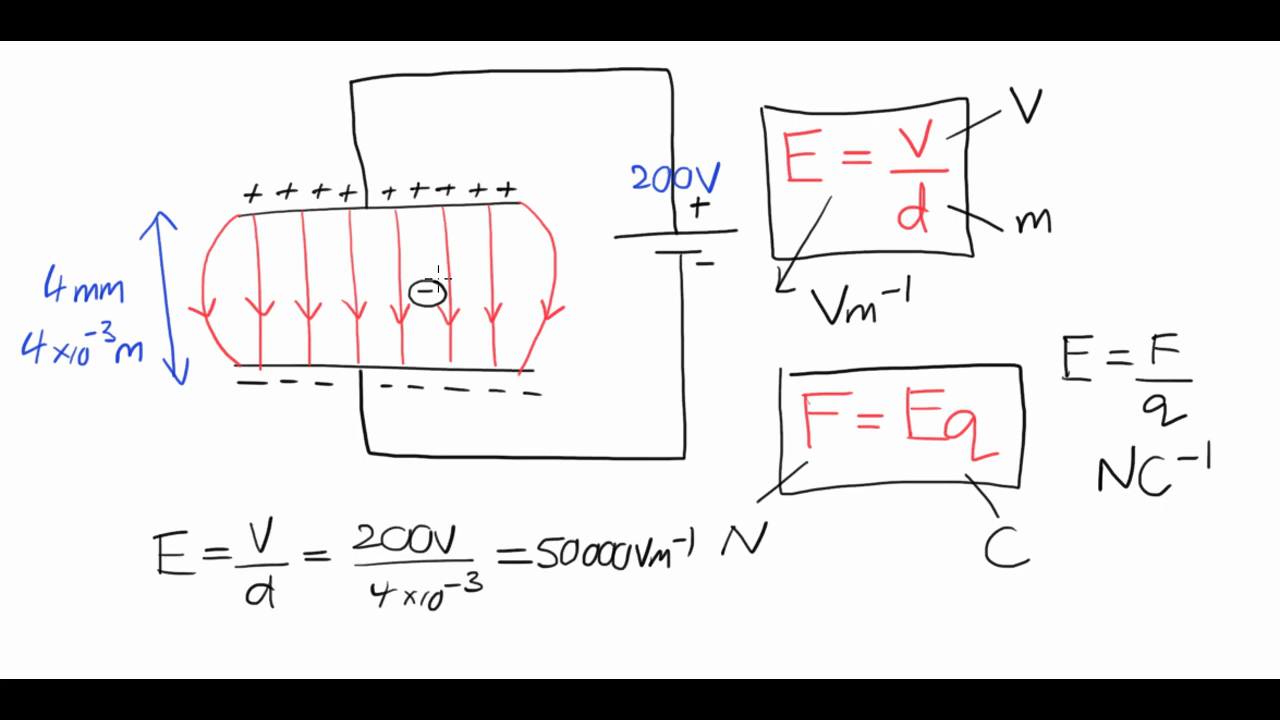 + + + + + + + + +
200V
+
-
4mm
4×10⁻³m
-
- - - - - - - - -
E = V/d
V
m
Vm⁻¹
F = Eq
N
C
E = F/q
NC⁻¹
E = V/d = 200V/4×10⁻³ = 50000Vm⁻¹